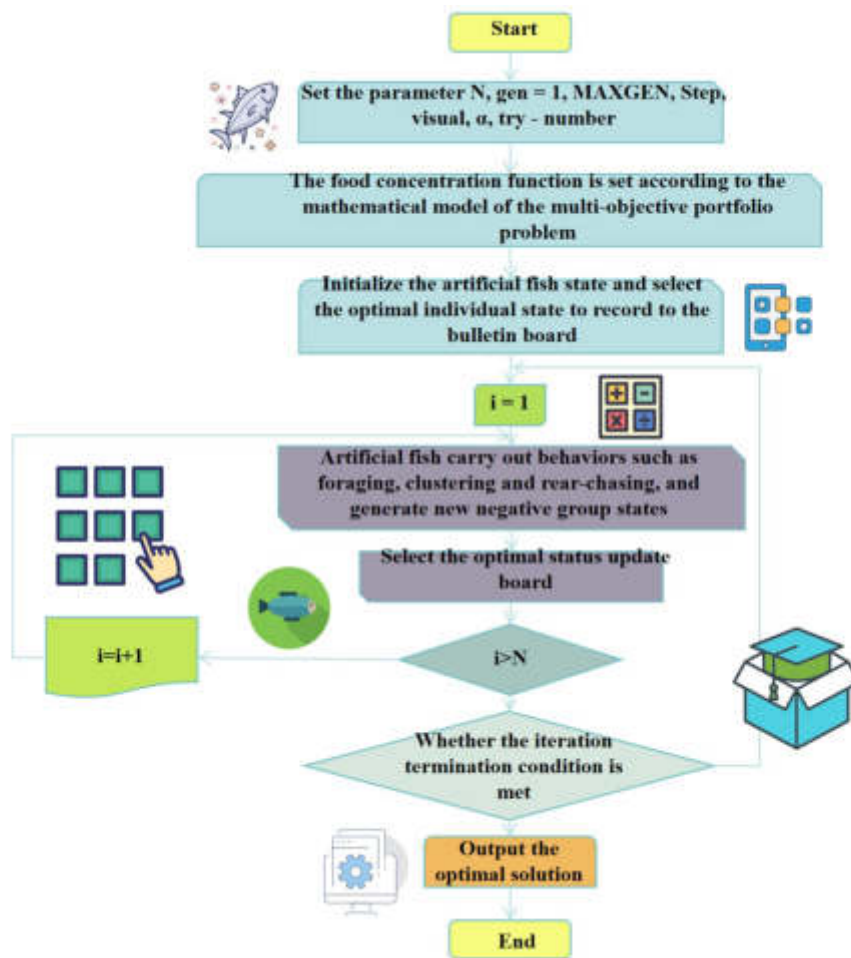 Start
Set the parameter N, gen = 1, MAXGEN, Step,
visual, α, try - number
The food concentration function is set according to the
mathematical model of the multi-objective portfolio
problem
Initialize the artificial fish state and select
the optimal individual state to record to the
bulletin board
i = 1
Artificial fish carry out behaviors such as
foraging, clustering and rear-chasing, and
generate new negative group states
Select the optimal status update
board
i>N
i=i+1
Whether the iteration
termination condition is
met
Output the
optimal solution
End